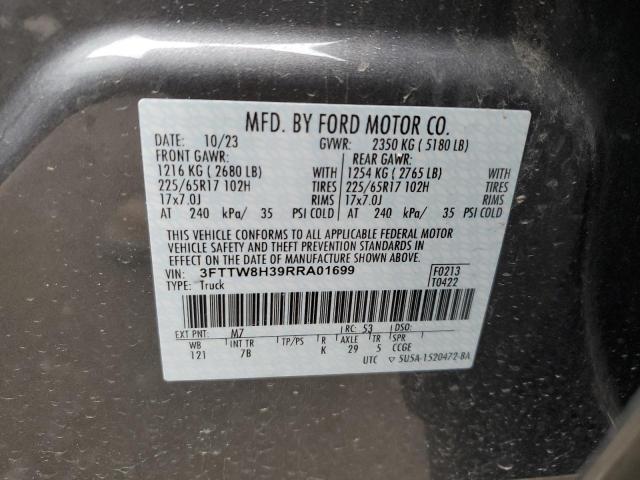 MFD. BY FORD MOTOR CO.
DATE: 10/23 GVWR: 2350 KG ( 5180 LB)
FRONT GAWR: REAR GAWR:
1216 KG ( 2680 LB) WITH 1254 KG ( 2765 LB) WITH
225/65R17 102H TIRES 225/65R17 102H TIRES
17x7.0J RIMS 17x7.0J RIMS
AT 240 kPa/ 35 PSI COLD AT 240 kPa/ 35 PSI COLD
THIS VEHICLE CONFORMS TO ALL APPLICABLE FEDERAL MOTOR
VEHICLE SAFETY AND THEFT PREVENTION STANDARDS IN
EFFECT ON THE DATE OF MANUFACTURE SHOWN ABOVE.
VIN: 3FTTW8H39RRA01699 F0213
TYPE: Truck T0422
EXT PNT: M7 RC: 53 DSO:
WB INT TR TP/PS R AXLE TR SPR
121 7B K 29 5 CCGE
UTC ▽ 5U5A-1520472-BA